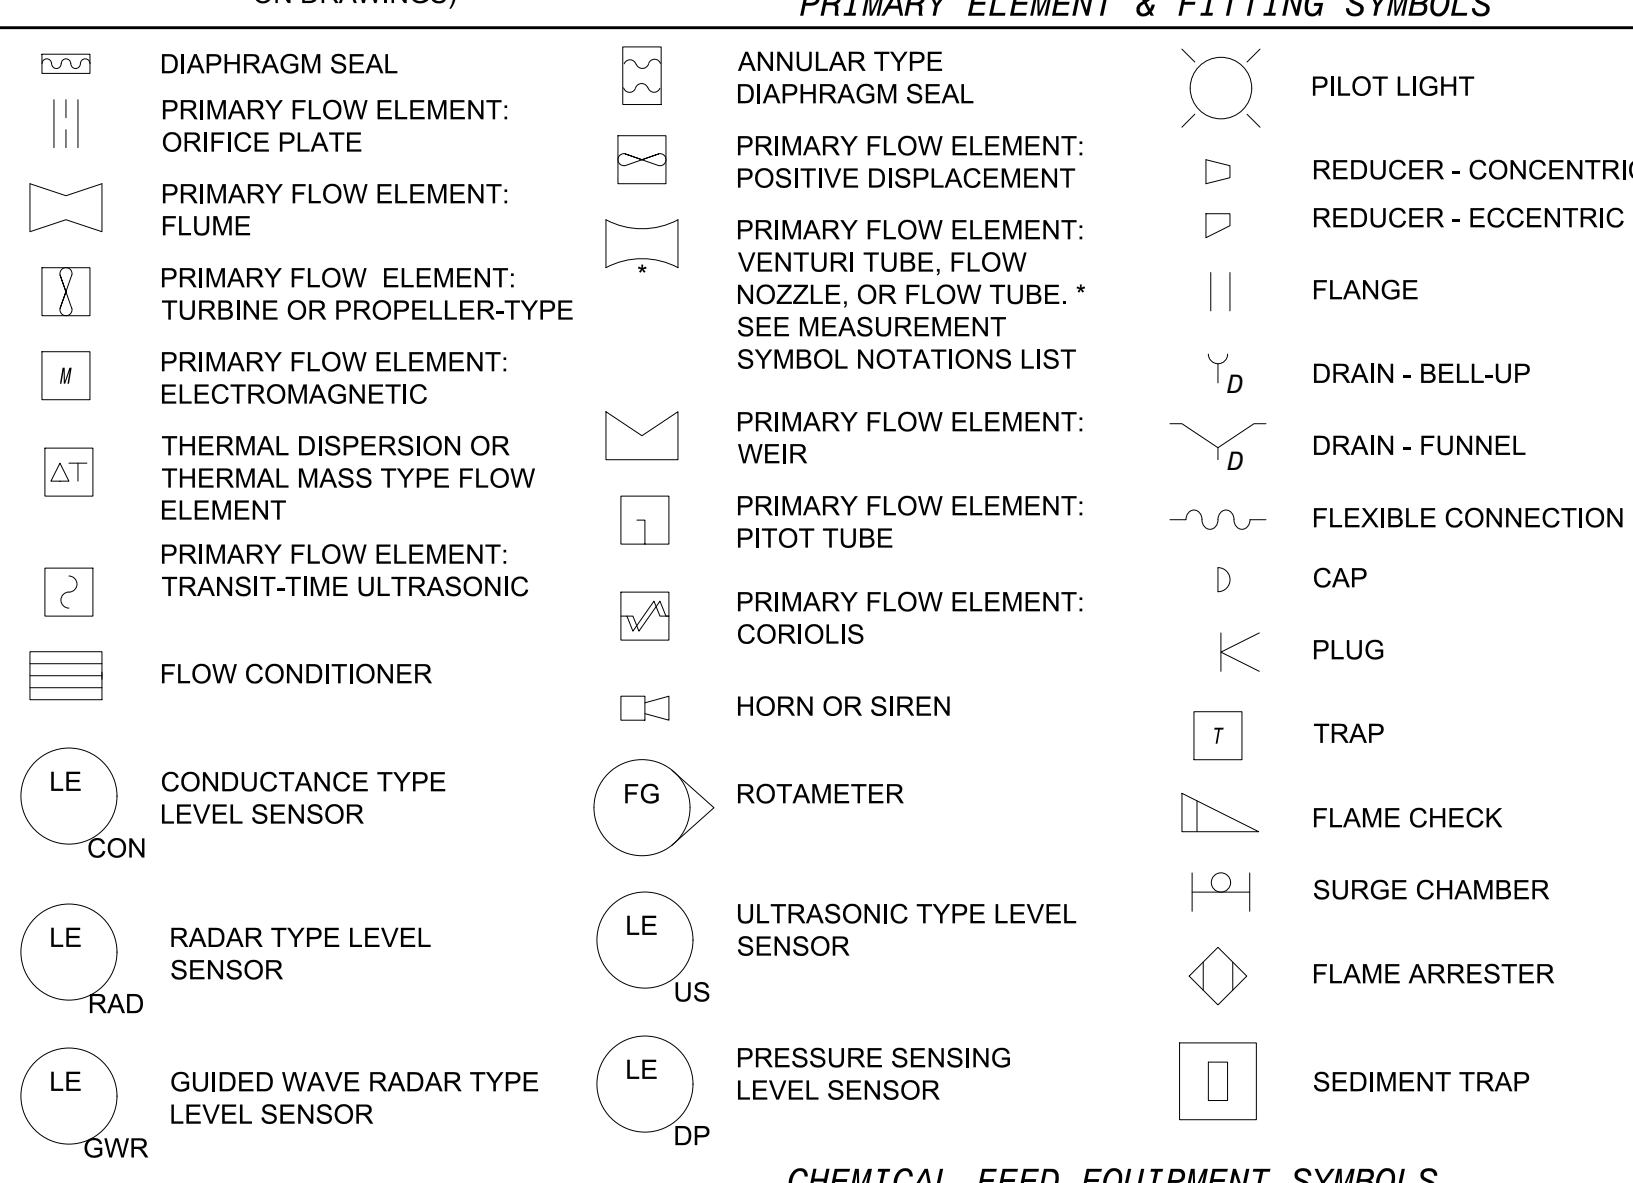 ON DRAWINGS)
PRIMARY ELEMENT & FITTING SYMBOLS
DIAPHRAGM SEAL
PRIMARY FLOW ELEMENT:
ORIFICE PLATE
PRIMARY FLOW ELEMENT:
FLUME
PRIMARY FLOW ELEMENT:
TURBINE OR PROPELLER-TYPE
M
PRIMARY FLOW ELEMENT:
ELECTROMAGNETIC
ΔT
THERMAL DISPERSION OR
THERMAL MASS TYPE FLOW
ELEMENT
PRIMARY FLOW ELEMENT:
TRANSIT-TIME ULTRASONIC
FLOW CONDITIONER
LE
CON
CONDUCTANCE TYPE
LEVEL SENSOR
LE
RAD
RADAR TYPE LEVEL
SENSOR
LE
GWR
GUIDED WAVE RADAR TYPE
LEVEL SENSOR
ANNULAR TYPE
DIAPHRAGM SEAL
PRIMARY FLOW ELEMENT:
POSITIVE DISPLACEMENT
*
PRIMARY FLOW ELEMENT:
VENTURI TUBE, FLOW
NOZZLE, OR FLOW TUBE. *
SEE MEASUREMENT
SYMBOL NOTATIONS LIST
PRIMARY FLOW ELEMENT:
WEIR
PRIMARY FLOW ELEMENT:
PITOT TUBE
PRIMARY FLOW ELEMENT:
CORIOLIS
HORN OR SIREN
FG
ROTAMETER
LE
US
ULTRASONIC TYPE LEVEL
SENSOR
LE
DP
PRESSURE SENSING
LEVEL SENSOR
PILOT LIGHT
REDUCER - CONCENTRIC
REDUCER - ECCENTRIC
FLANGE
D
DRAIN - BELL-UP
D
DRAIN - FUNNEL
FLEXIBLE CONNECTION
CAP
PLUG
T
TRAP
FLAME CHECK
SURGE CHAMBER
FLAME ARRESTER
SEDIMENT TRAP
CHEMICAL FEED EQUIPMENT SYMBOLS